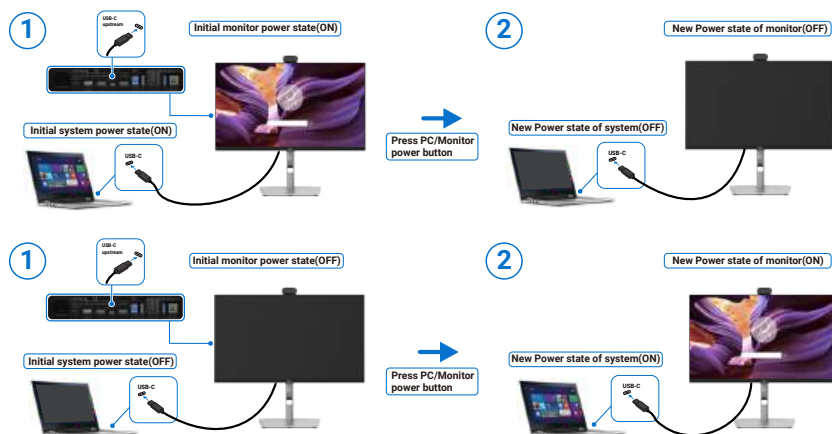 1
USB-C
upstream
Initial monitor power state(ON)
Initial system power state(ON)
USB-C
Press PC/Monitor
power button
2
New Power state of monitor(OFF)
New Power state of system(OFF)
USB-C
1
USB-C
upstream
Initial monitor power state(OFF)
Initial system power state(OFF)
USB-C
Press PC/Monitor
power button
2
New Power state of monitor(ON)
New Power state of system(ON)
USB-C